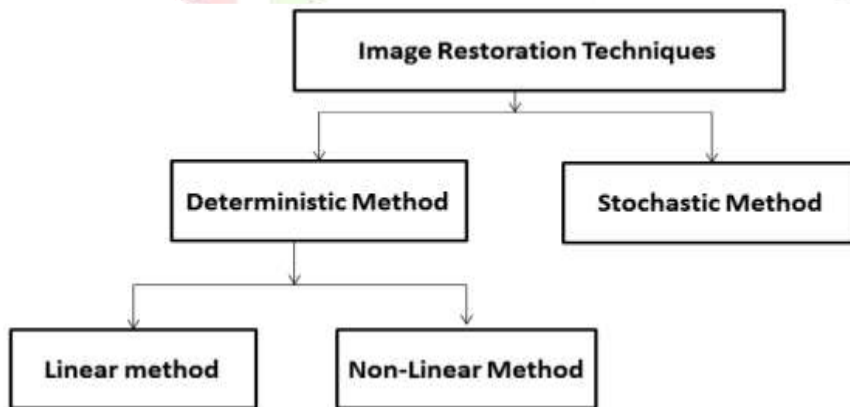 Image Restoration Techniques
Deterministic Method
Stochastic Method
Linear method
Non-Linear Method